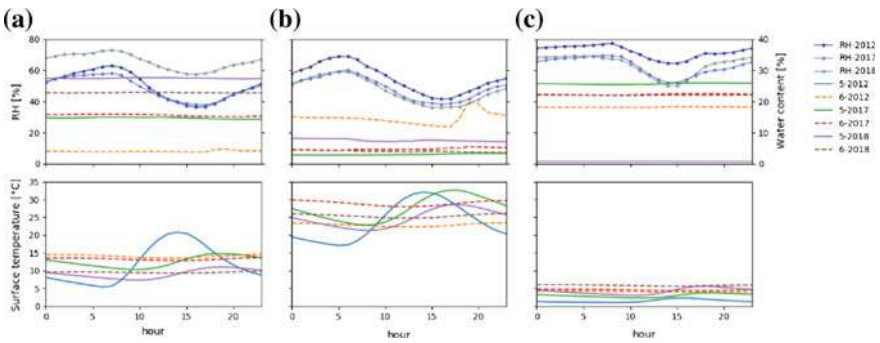 (a) (b) (c)
80 60 40 20 0
RH [%]
40 30 20 10 0
Water content [%]
RH-2012
RH-2017
RH-2018
5-2012
6-2012
5-2017
6-2017
5-2018
6-2018
35 30 25 20 15 10 5 0
Surface temperature [°C]
0 5 10 15 20 0 5 10 15 20 0 5 10 15 20
hour hour hour